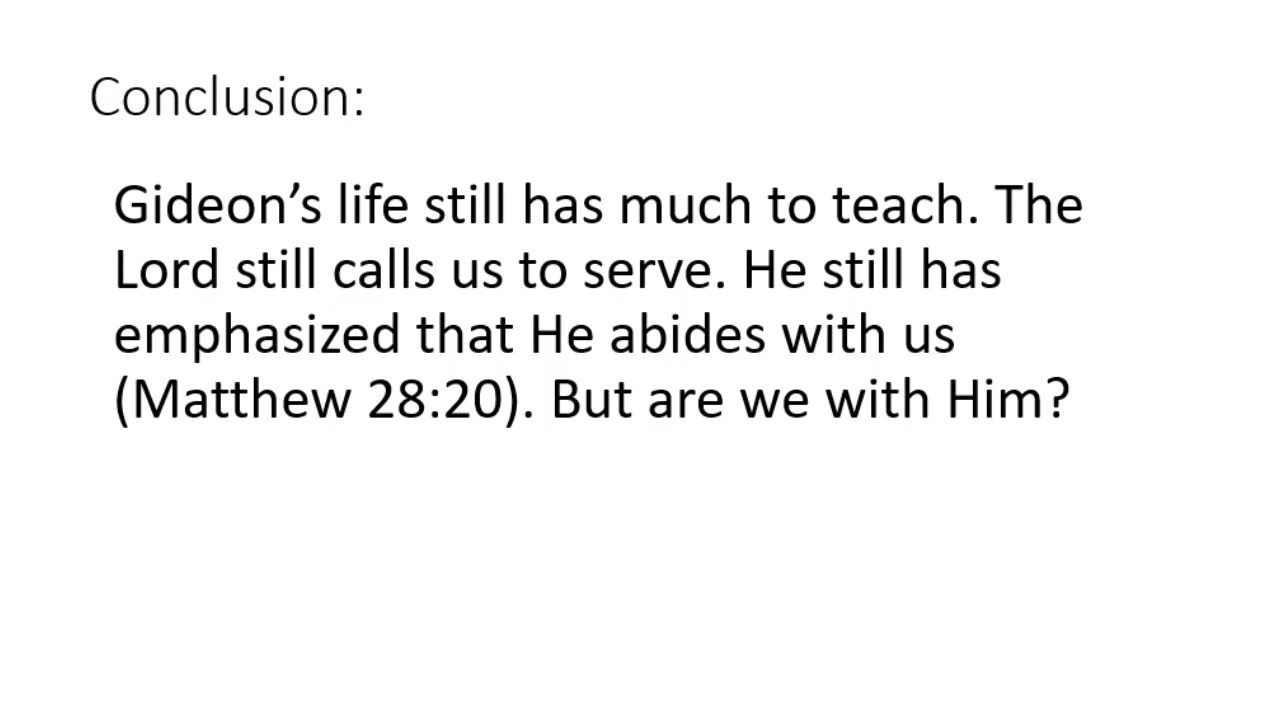 Conclusion:
Gideon’s life still has much to teach. The
Lord still calls us to serve. He still has
emphasized that He abides with us
(Matthew 28:20). But are we with Him?